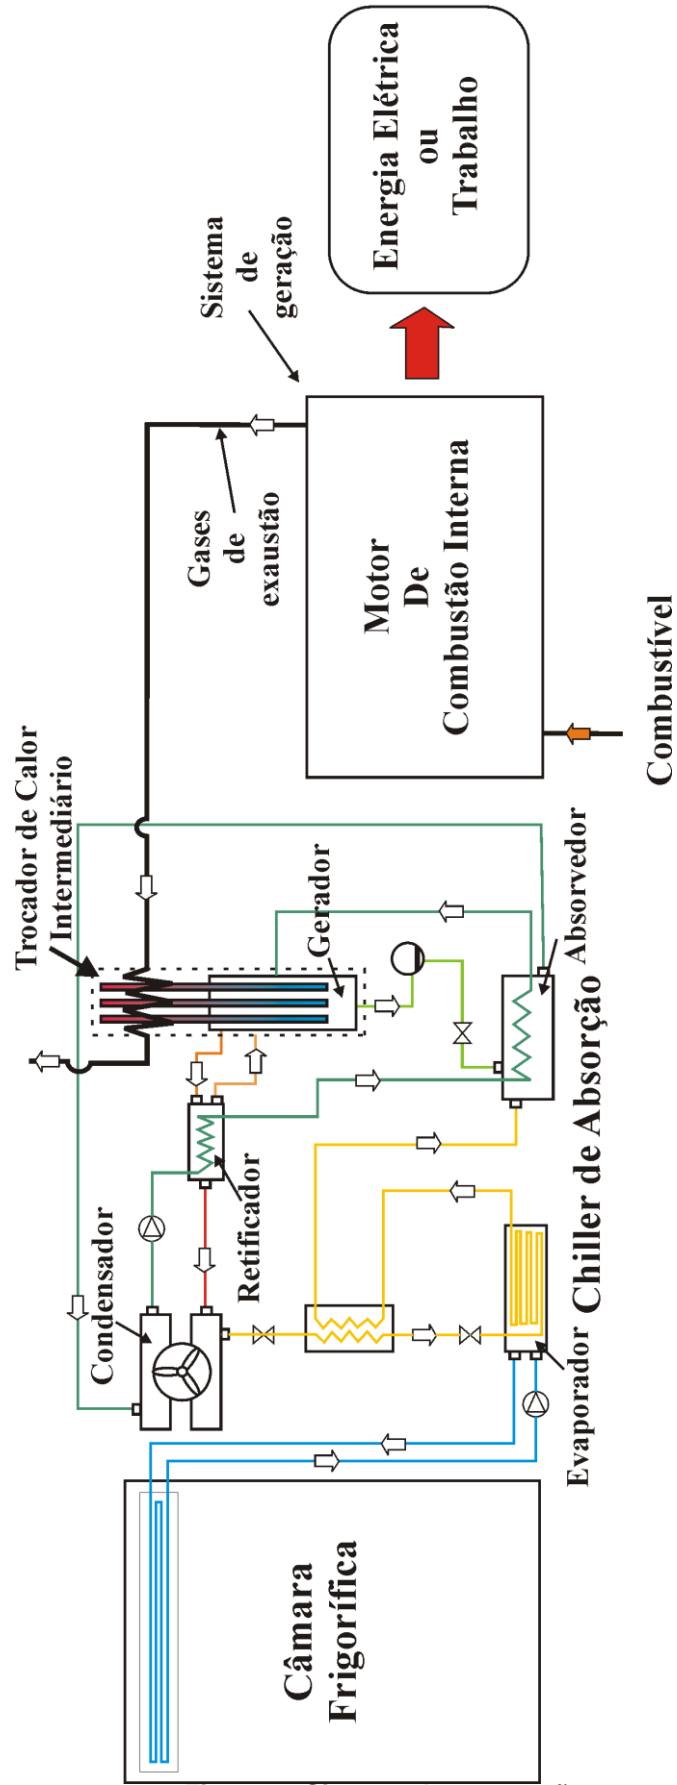 Câmara
Frigorífica
Condensador
Retificador
Evaporador
Chiller de Absorção
Trocador de Calor
Intermediário
Gerador
Absorvedor
Gases
de
exaustão
Sistema
de
geração
Motor
De
Combustão Interna
Combustível
Energia Elétrica
ou
Trabalho